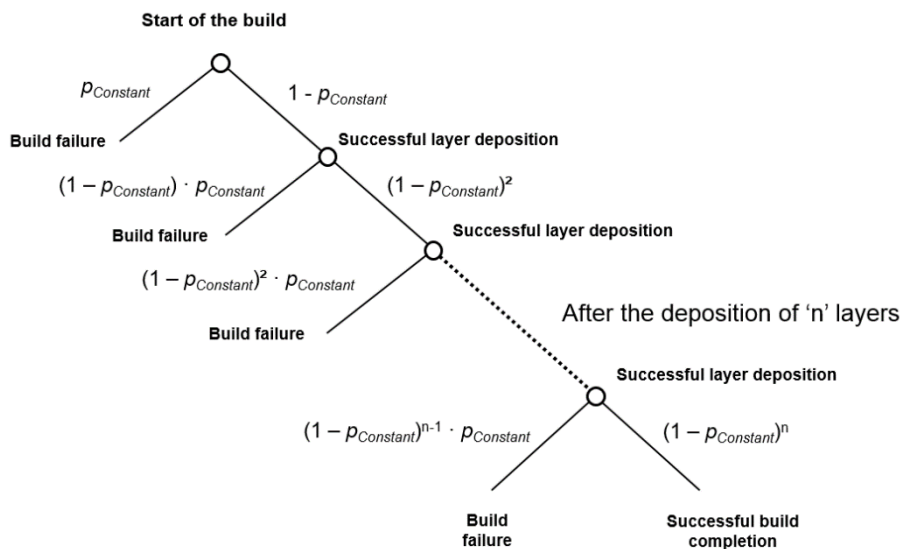 Start of the build
pConstant
1 - pConstant
Build failure
Successful layer deposition
(1 – pConstant) · pConstant
(1 – pConstant)²
Build failure
Successful layer deposition
(1 – pConstant)² · pConstant
Build failure
After the deposition of ‘n’ layers
Successful layer deposition
(1 – pConstant)ⁿ⁻¹ · pConstant
(1 – pConstant)ⁿ
Build
failure
Successful build
completion